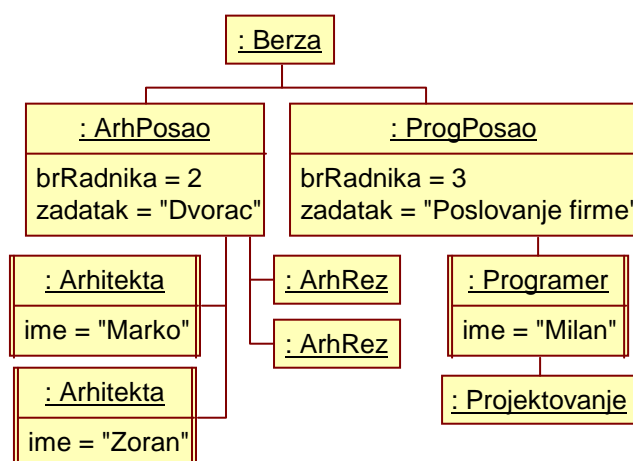 : Berza
: ArhPosao
brRadnika = 2
zadatak = "Dvorac"
: ProgPosao
brRadnika = 3
zadatak = "Poslovanje firme"
: Arhitekta
ime = "Marko"
: ArhRez
: ArhRez
: Programer
ime = "Milan"
: Arhitekta
ime = "Zoran"
: Projektovanje